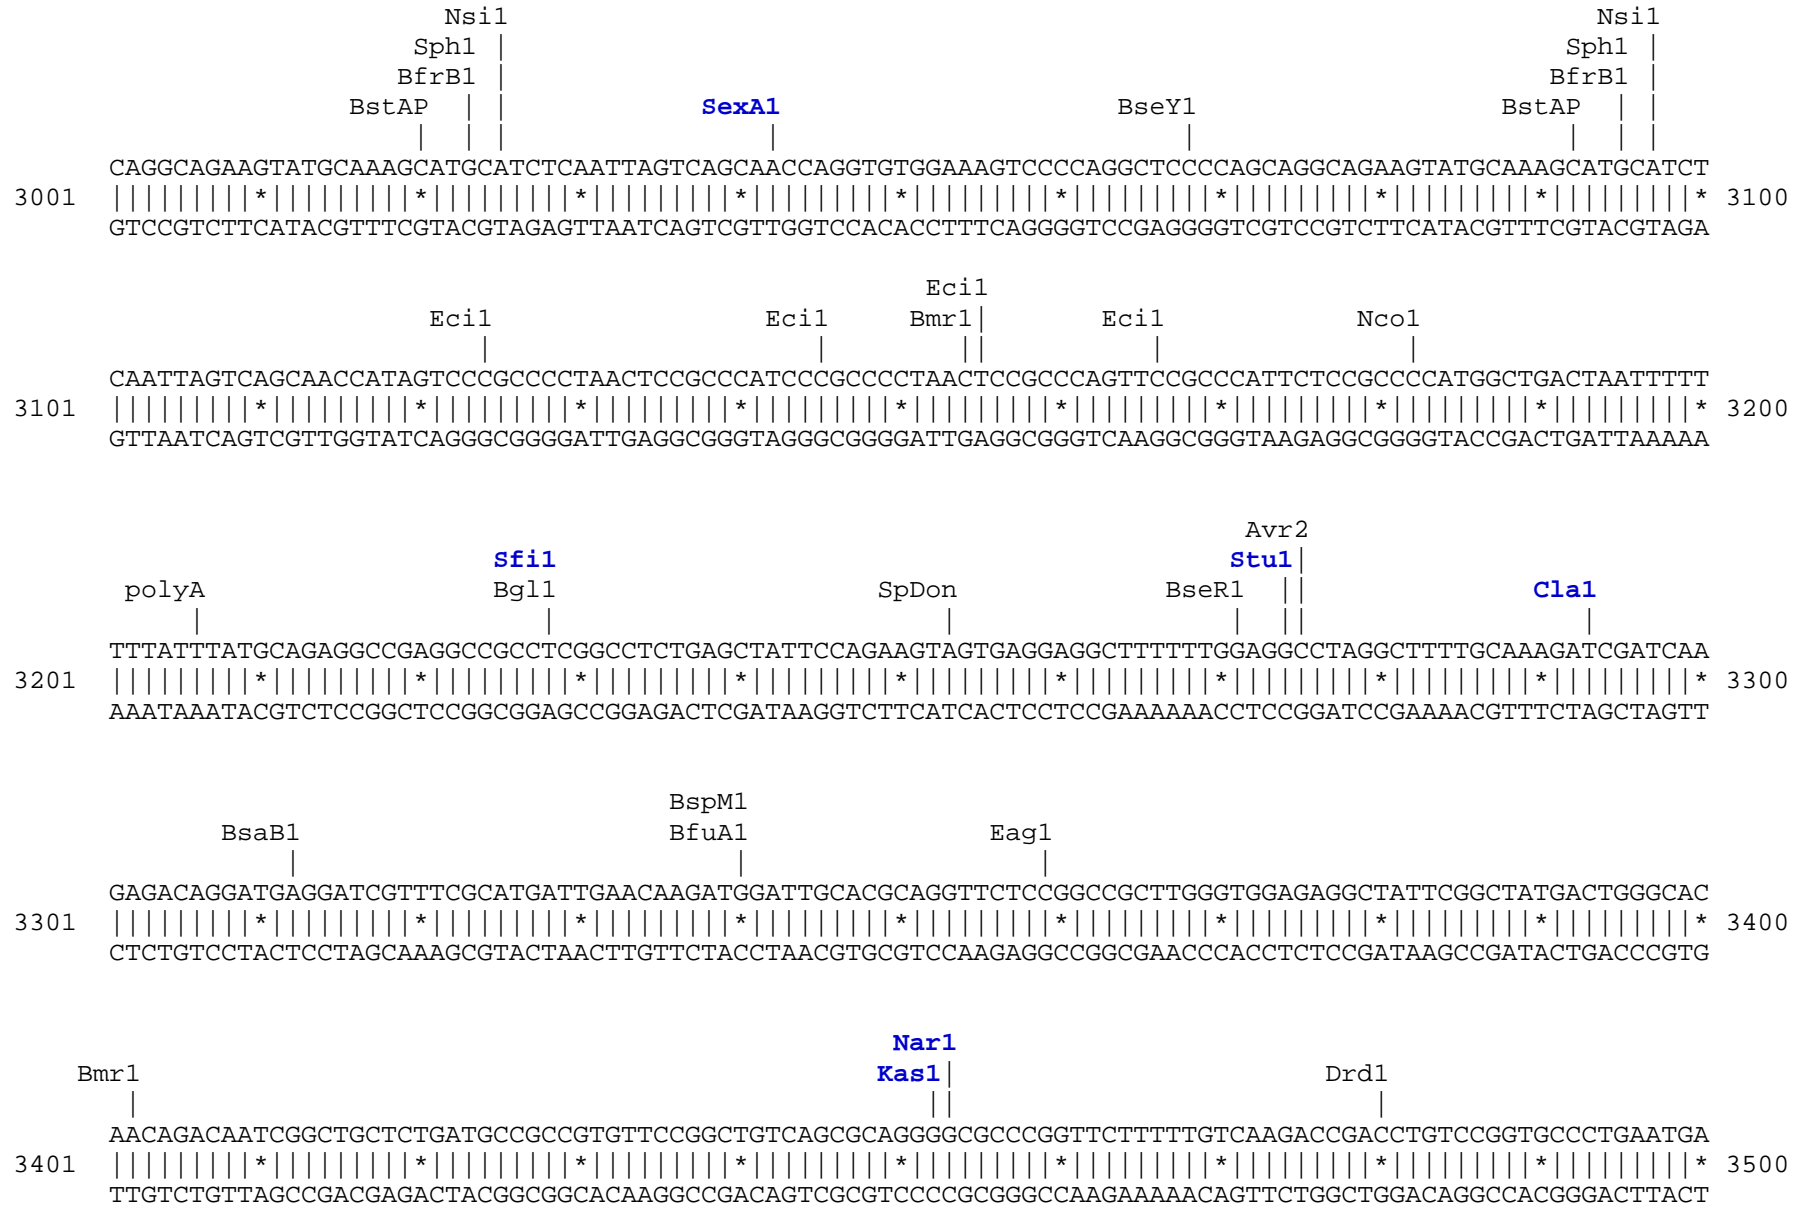 Nsi1 Nsi1
Sph1 | Sph1 |
BfrB1 | BfrB1 |
BstAP | | SexA1 BseY1 BstAP | |
| | | | | | | |
CAGGCAGAAGTATGCAAAGCATGCATCTCAATTAGTCAGCAACCAGGTGTGGAAAGTCCCCAGGCTCCCCAGCAGGCAGAAGTATGCAAAGCATGCATCT
3001 |||||||||*|||||||||*|||||||||*|||||||||*|||||||||*|||||||||*|||||||||*|||||||||*|||||||||*|||||||||* 3100
GTCCGTCTTCATACGTTTCGTACGTAGAGTTAATCAGTCGTTGGTCCACACCTTTCAGGGGTCCGAGGGGTCGTCCGTCTTCATACGTTTCGTACGTAGA
Eci1
Eci1 Eci1 Bmr1| Eci1 Nco1
| | || | |
CAATTAGTCAGCAACCATAGTCCCGCCCCTAACTCCGCCCATCCCGCCCCTAACTCCGCCCAGTTCCGCCCATTCTCCGCCCCATGGCTGACTAATTTTT
3101 |||||||||*|||||||||*|||||||||*|||||||||*|||||||||*|||||||||*|||||||||*|||||||||*|||||||||*|||||||||* 3200
GTTAATCAGTCGTTGGTATCAGGGCGGGGATTGAGGCGGGTAGGGCGGGGATTGAGGCGGGTCAAGGCGGGTAAGAGGCGGGGTACCGACTGATTAAAAA
Avr2
Sfi1 Stu1|
polyA Bgl1 SpDon BseR1 || Cla1
| | | | || |
TTTATTTATGCAGAGGCCGAGGCCGCCTCGGCCTCTGAGCTATTCCAGAAGTAGTGAGGAGGCTTTTTTGGAGGCCTAGGCTTTTGCAAAGATCGATCAA
3201 |||||||||*|||||||||*|||||||||*|||||||||*|||||||||*|||||||||*|||||||||*|||||||||*|||||||||*|||||||||* 3300
AAATAAATACGTCTCCGGCTCCGGCGGAGCCGGAGACTCGATAAGGTCTTCATCACTCCTCCGAAAAAACCTCCGGATCCGAAAACGTTTCTAGCTAGTT
BspM1
BsaB1 BfuA1 Eag1
| | |
GAGACAGGATGAGGATCGTTTCGCATGATTGAACAAGATGGATTGCACGCAGGTTCTCCGGCCGCTTGGGTGGAGAGGCTATTCGGCTATGACTGGGCAC
3301 |||||||||*|||||||||*|||||||||*|||||||||*|||||||||*|||||||||*|||||||||*|||||||||*|||||||||*|||||||||* 3400
CTCTGTCCTACTCCTAGCAAAGCGTACTAACTTGTTCTACCTAACGTGCGTCCAAGAGGCCGGCGAACCCACCTCTCCGATAAGCCGATACTGACCCGTG
Nar1
Bmr1 Kas1| Drd1
| || |
AACAGACAATCGGCTGCTCTGATGCCGCCGTGTTCCGGCTGTCAGCGCAGGGGCGCCCGGTTCTTTTTGTCAAGACCGACCTGTCCGGTGCCCTGAATGA
3401 |||||||||*|||||||||*|||||||||*|||||||||*|||||||||*|||||||||*|||||||||*|||||||||*|||||||||*|||||||||* 3500
TTGTCTGTTAGCCGACGAGACTACGGCGGCACAAGGCCGACAGTCGCGTCCCCGCGGGCCAAGAAAAACAGTTCTGGCTGGACAGGCCACGGGACTTACT